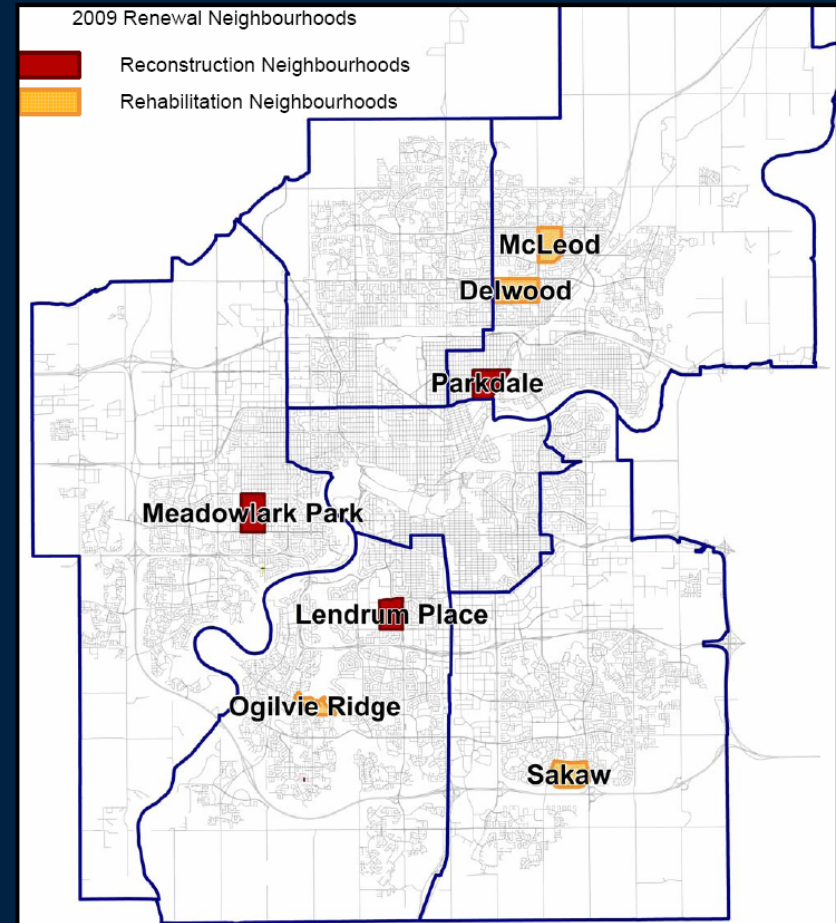 2009 Renewal Neighbourhoods
Reconstruction Neighbourhoods
Rehabilitation Neighbourhoods
McLeod
Delwood
Parkdale
Meadowlark Park
Lendrum Place
Ogilvie Ridge
Sakaw